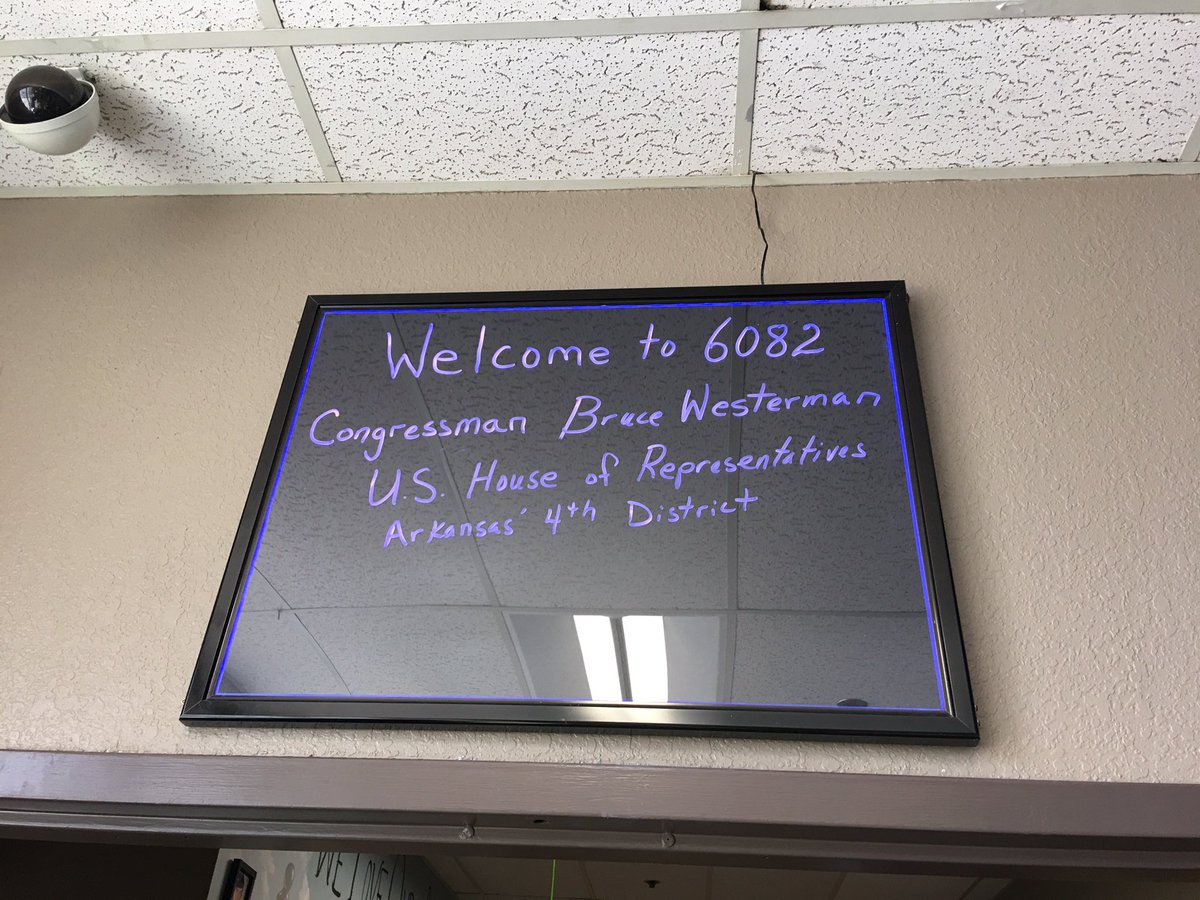 Welcome to 6082
Congressman Bruce Westerman
U.S. House of Representatives
Arkansas' 4th District